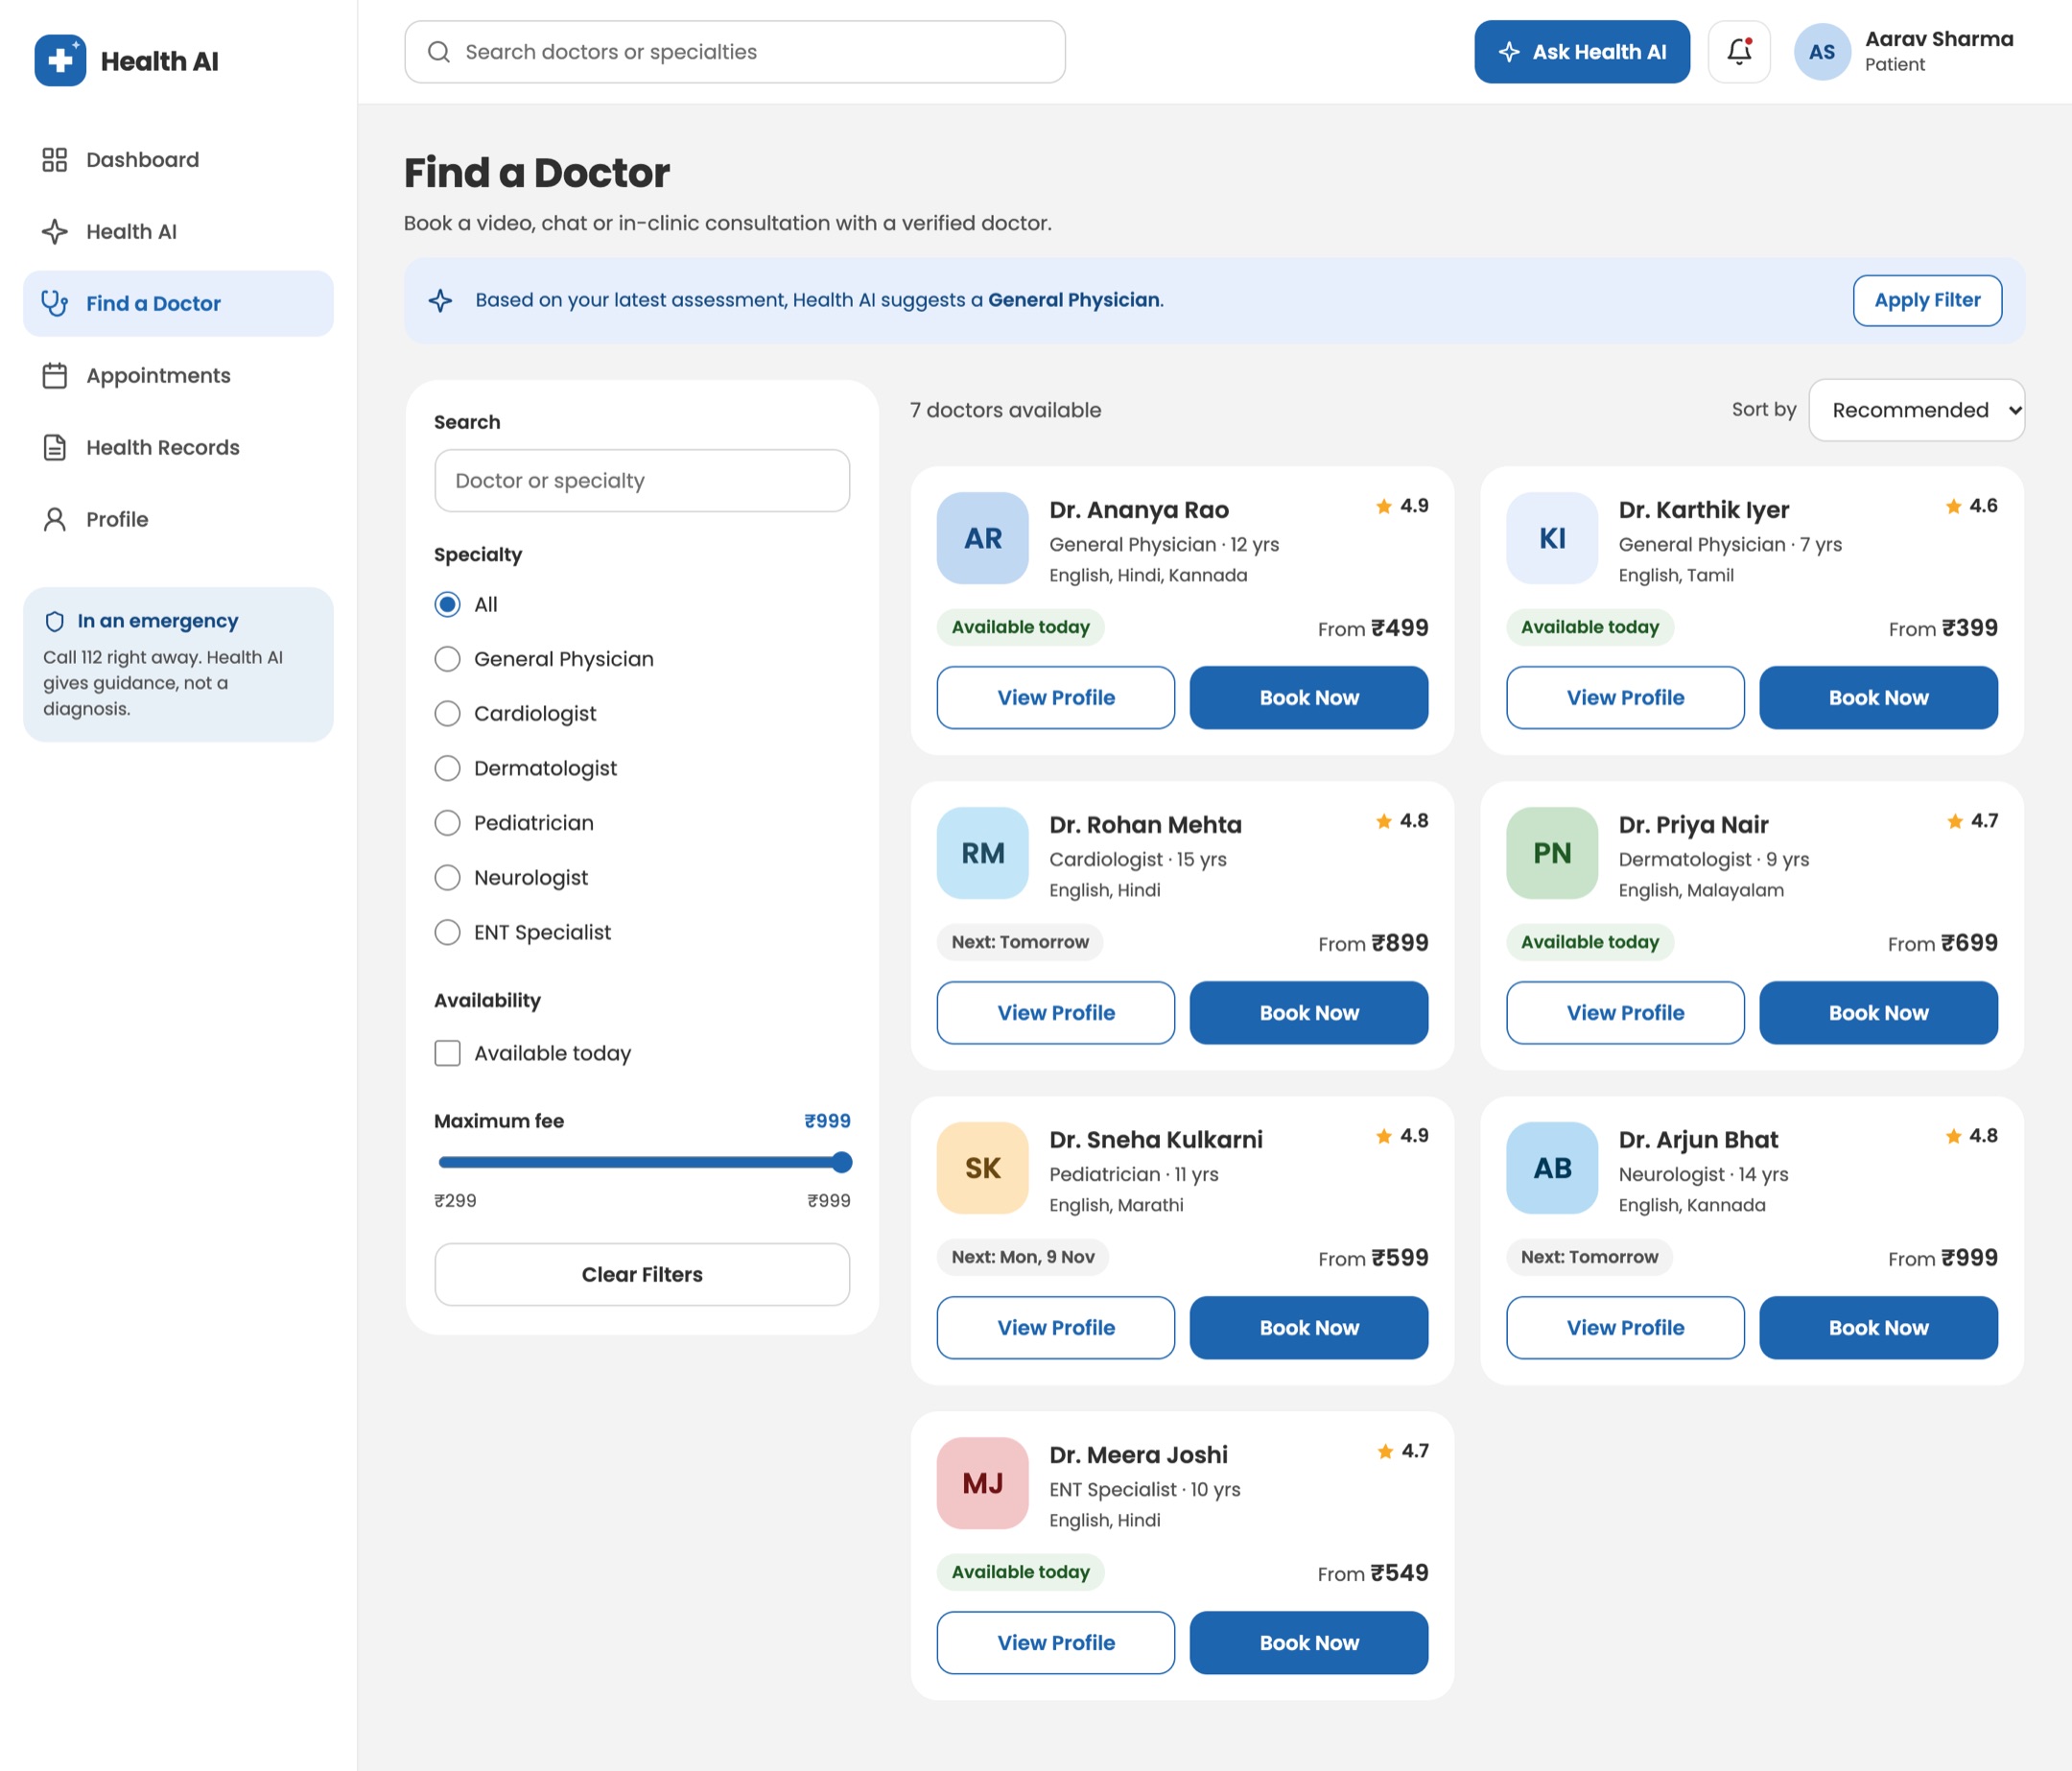 Health AI
Dashboard
Health AI
Find a Doctor
Appointments
Health Records
Profile
In an emergency
Call 112 right away. Health AI
gives guidance, not a
diagnosis.
Search doctors or specialties
Ask Health AI
AS
Aarav Sharma
Patient
Find a Doctor
Book a video, chat or in-clinic consultation with a verified doctor.
Based on your latest assessment, Health AI suggests a General Physician.
Apply Filter
Search
Doctor or specialty
Specialty
All
General Physician
Cardiologist
Dermatologist
Pediatrician
Neurologist
ENT Specialist
Availability
Available today
Maximum fee ₹999
₹299 ₹999
Clear Filters
7 doctors available
Sort by Recommended
AR
Dr. Ananya Rao 4.9
General Physician · 12 yrs
English, Hindi, Kannada
Available today From ₹499
View Profile Book Now
KI
Dr. Karthik Iyer 4.6
General Physician · 7 yrs
English, Tamil
Available today From ₹399
View Profile Book Now
RM
Dr. Rohan Mehta 4.8
Cardiologist · 15 yrs
English, Hindi
Next: Tomorrow From ₹899
View Profile Book Now
PN
Dr. Priya Nair 4.7
Dermatologist · 9 yrs
English, Malayalam
Available today From ₹699
View Profile Book Now
SK
Dr. Sneha Kulkarni 4.9
Pediatrician · 11 yrs
English, Marathi
Next: Mon, 9 Nov From ₹599
View Profile Book Now
AB
Dr. Arjun Bhat 4.8
Neurologist · 14 yrs
English, Kannada
Next: Tomorrow From ₹999
View Profile Book Now
MJ
Dr. Meera Joshi 4.7
ENT Specialist · 10 yrs
English, Hindi
Available today From ₹549
View Profile Book Now